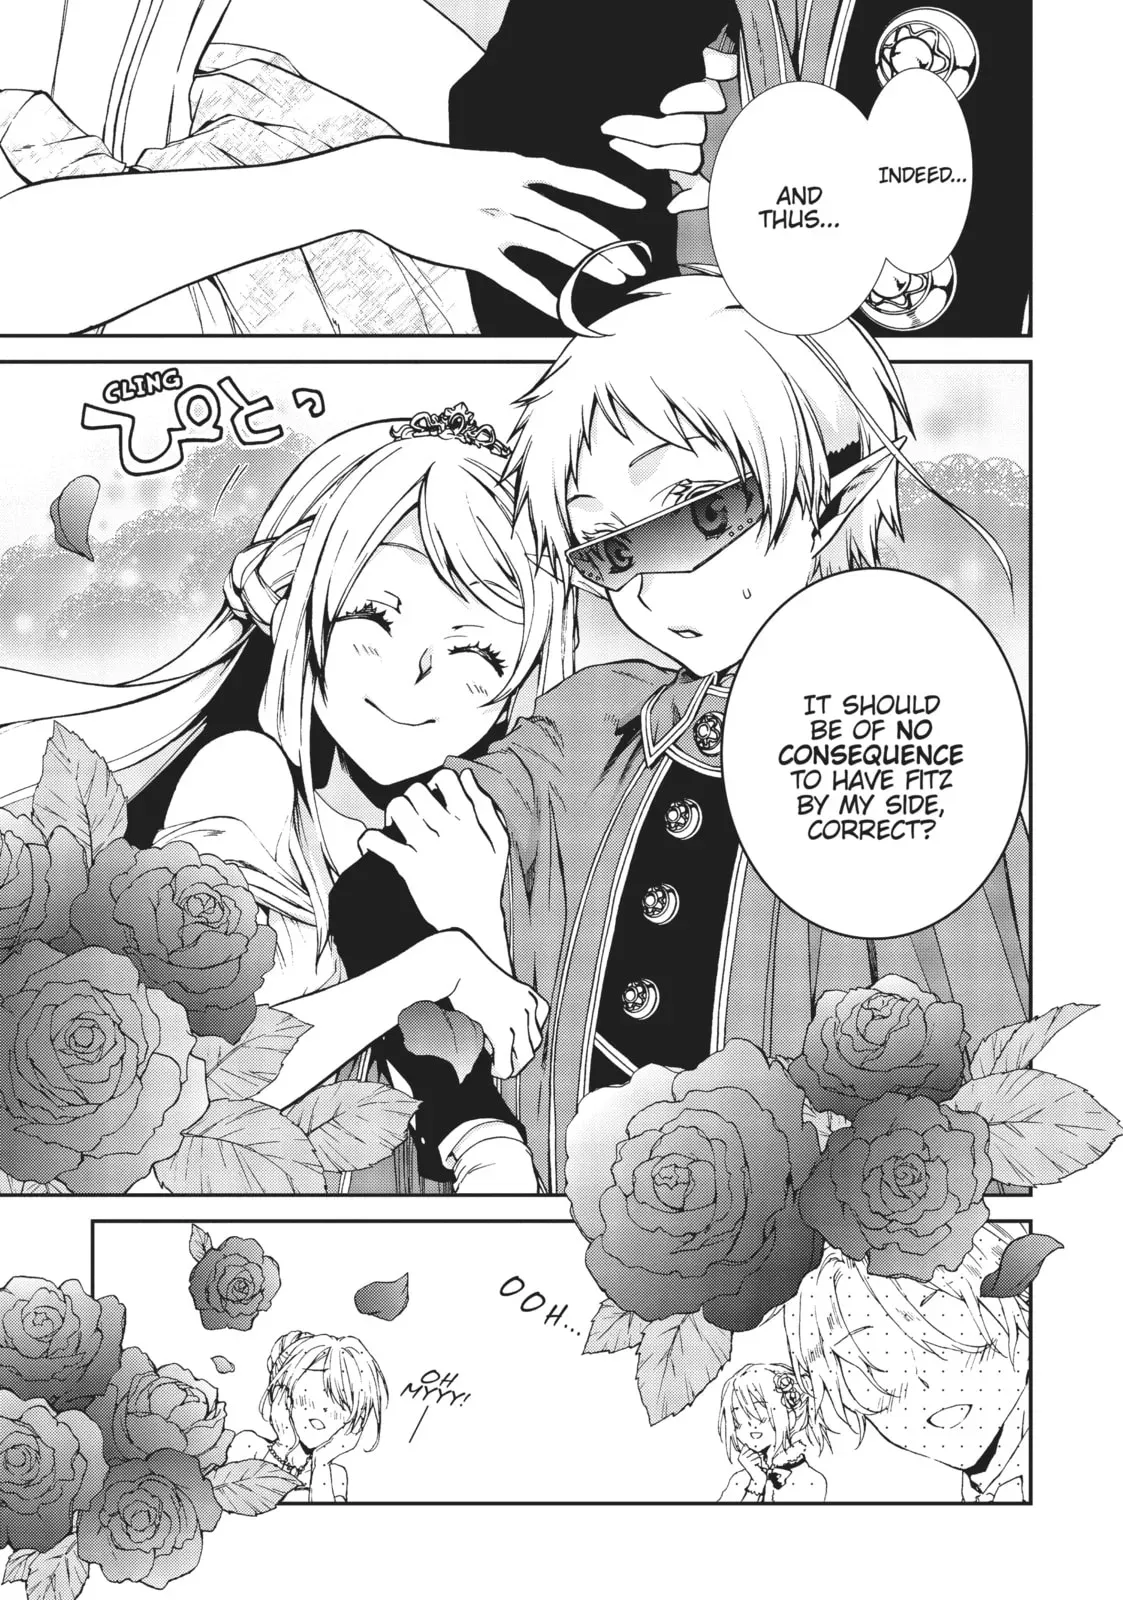 INDEED...
AND
THUS...
CLING
ぴとっ
IT SHOULD
BE OF NO
CONSEQUENCE
TO HAVE FITZ
BY MY SIDE,
CORRECT?
OOH...
OH
MYYY!